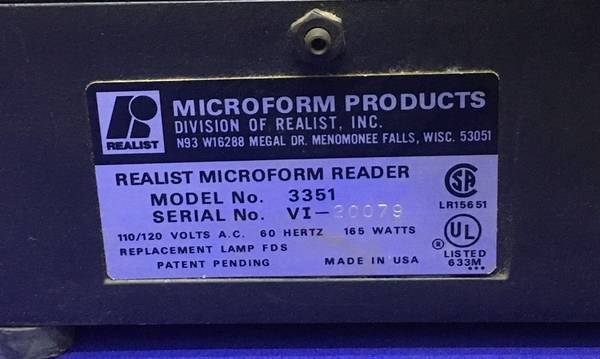 MICROFORM PRODUCTS
DIVISION OF REALIST, INC.
N93 W16288 MEGAL DR. MENOMONEE FALLS, WISC. 53051
R
REALIST
REALIST MICROFORM READER
MODEL No. 3351
SERIAL No. VI-20079
110/120 VOLTS A.C. 60 HERTZ 165 WATTS
REPLACEMENT LAMP FDS
PATENT PENDING MADE IN USA
SA
LR15651
UL
®
LISTED
633M